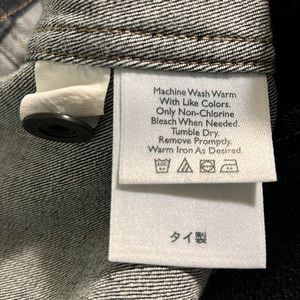 Machine Wash Warm
With Like Colors.
Only Non-Chlorine
Bleach When Needed.
Tumble Dry.
Remove Promptly.
Warm Iron As Desired.
タイ製